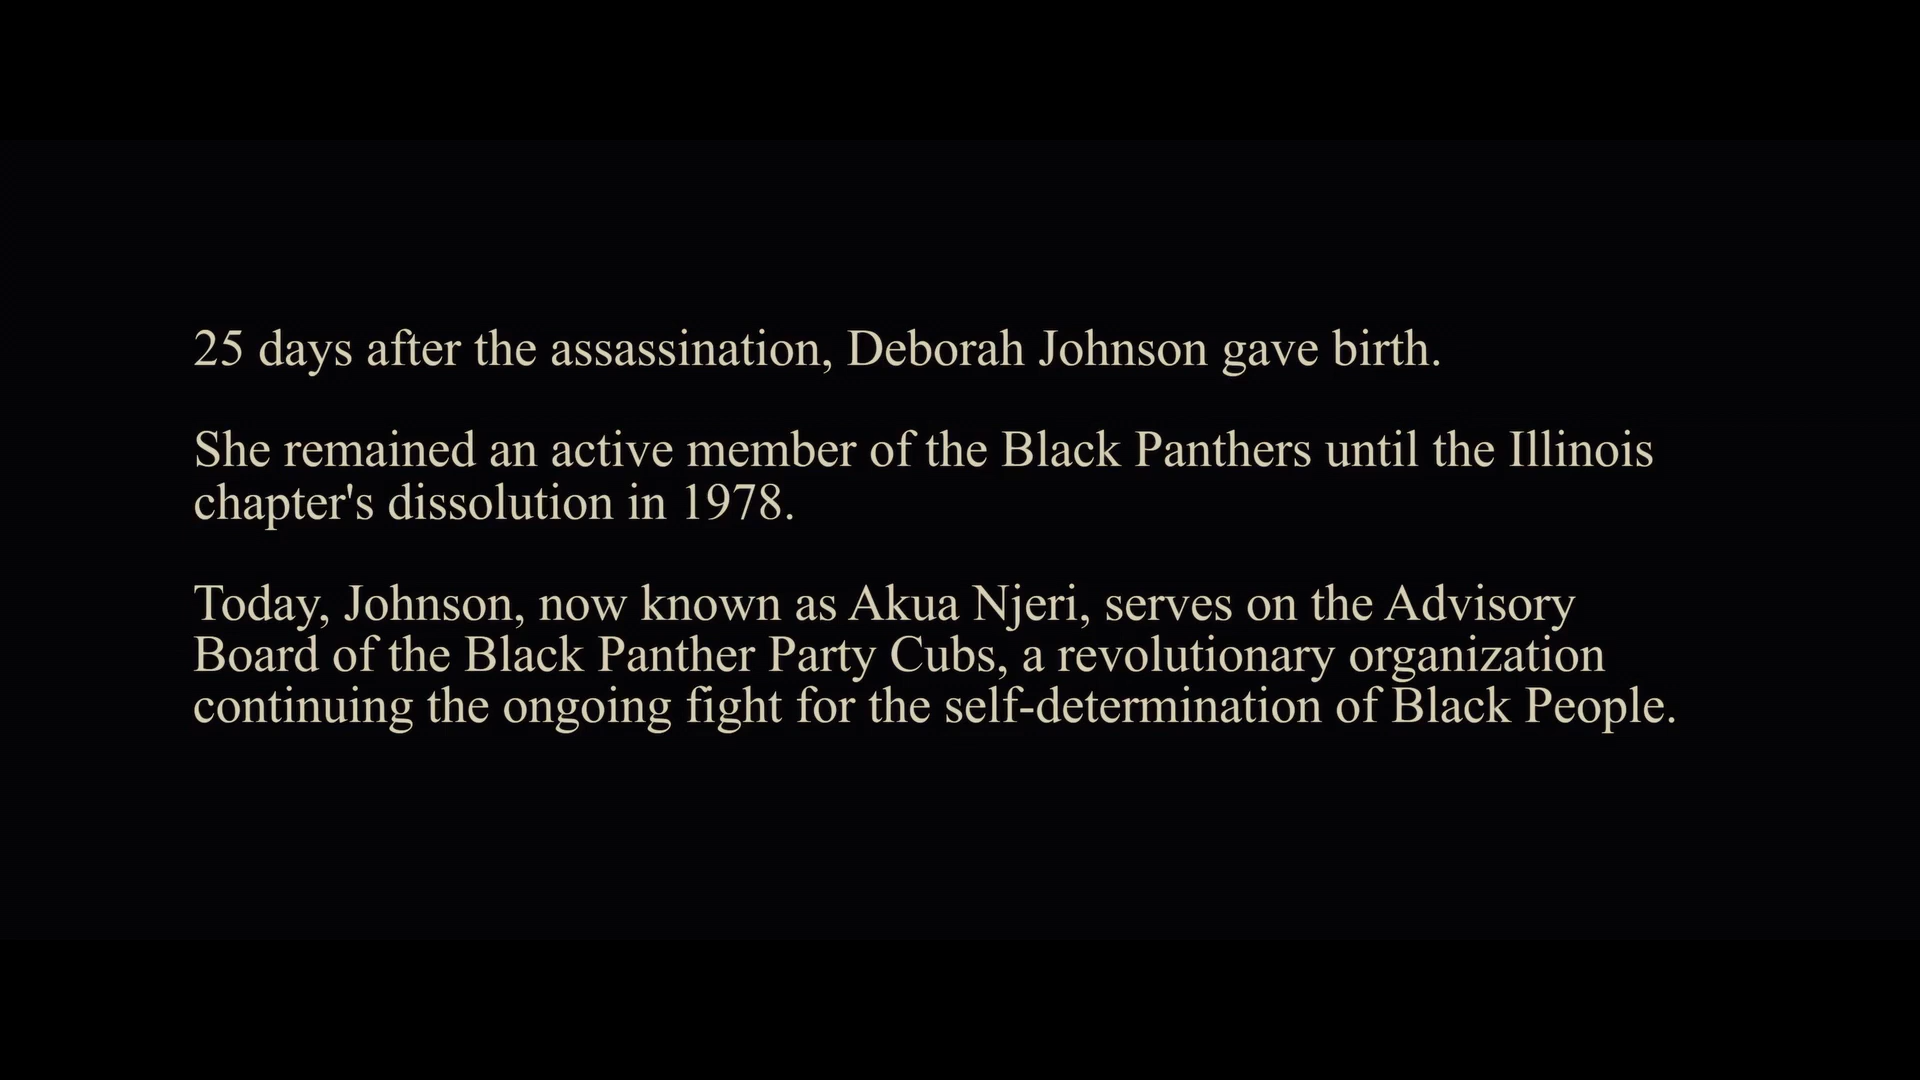 25 days after the assassination, Deborah Johnson gave birth.
She remained an active member of the Black Panthers until the Illinois
chapter's dissolution in 1978.
Today, Johnson, now known as Akua Njeri, serves on the Advisory
Board of the Black Panther Party Cubs, a revolutionary organization
continuing the ongoing fight for the self-determination of Black People.